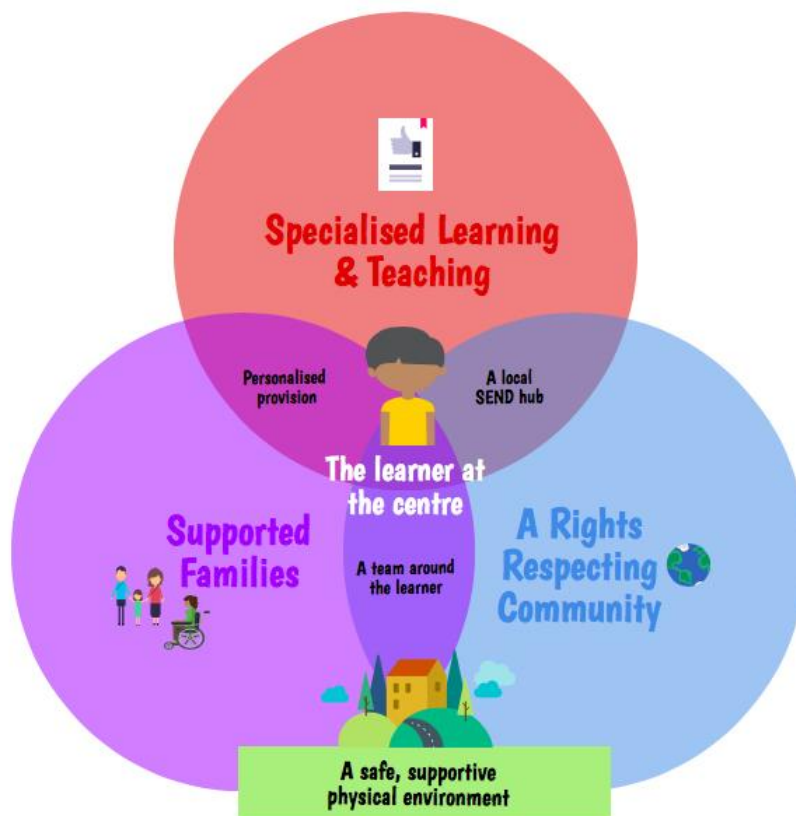 Specialised Learning
& Teaching
Personalised
provision
A local
SEND hub
The learner at
the centre
Supported
Families
A Rights
Respecting
Community
A team around
the learner
A safe, supportive
physical environment